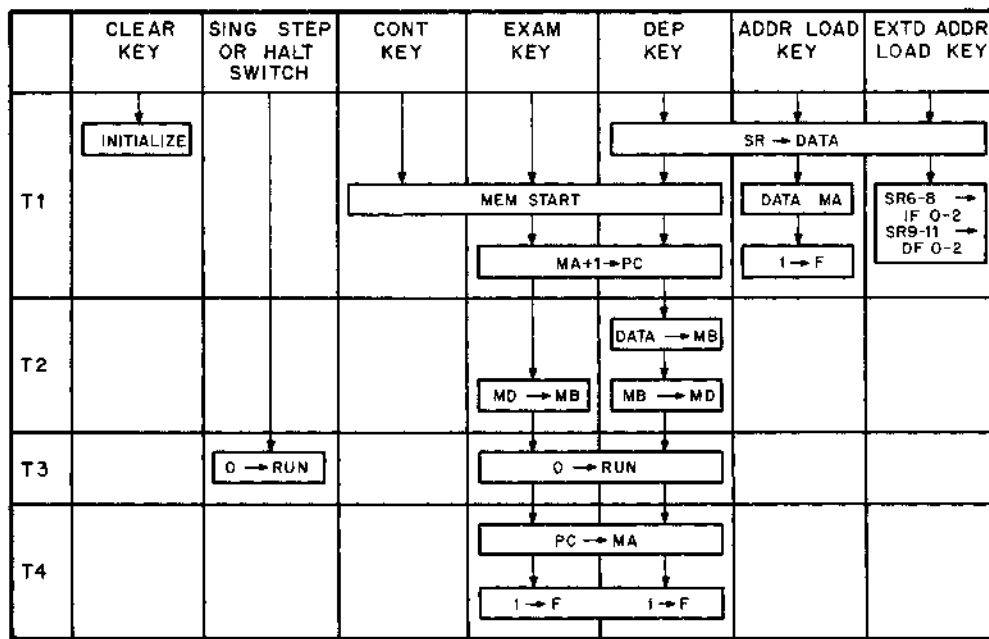 CLEAR KEY
SING STEP OR HALT SWITCH
CONT KEY
EXAM KEY
DEP KEY
ADDR LOAD KEY
EXTD ADDR LOAD KEY
T1
INITIALIZE
SR → DATA
MEM START
DATA MA
SR6-8 →
IF 0-2
SR9-11 →
DF 0-2
MA+1→PC
1→F
T2
DATA → MB
MD → MB
MB → MD
T3
0 → RUN
0 → RUN
T4
PC → MA
1 → F
1 → F